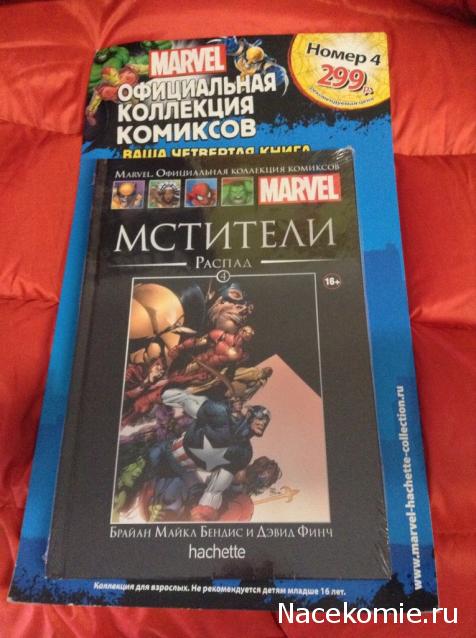 MARVEL
ОФИЦИАЛЬНАЯ
КОЛЛЕКЦИЯ
КОМИКСОВ
ВАША ЧЕТВЕРТАЯ КНИГА
Номер 4
299
рекомендуемая цена
MARVEL. ОФИЦИАЛЬНАЯ КОЛЛЕКЦИЯ КОМИКСОВ
MARVEL
МСТИТЕЛИ
РАСПАД
4
16+
БРАЙАН МАЙКЛ БЕНДИС И ДЭВИД ФИНЧ
hachette
www.marvel-hachette-collection.ru
Коллекция для взрослых. Не рекомендуется детям младше 16 лет.
Nacekomie.ru